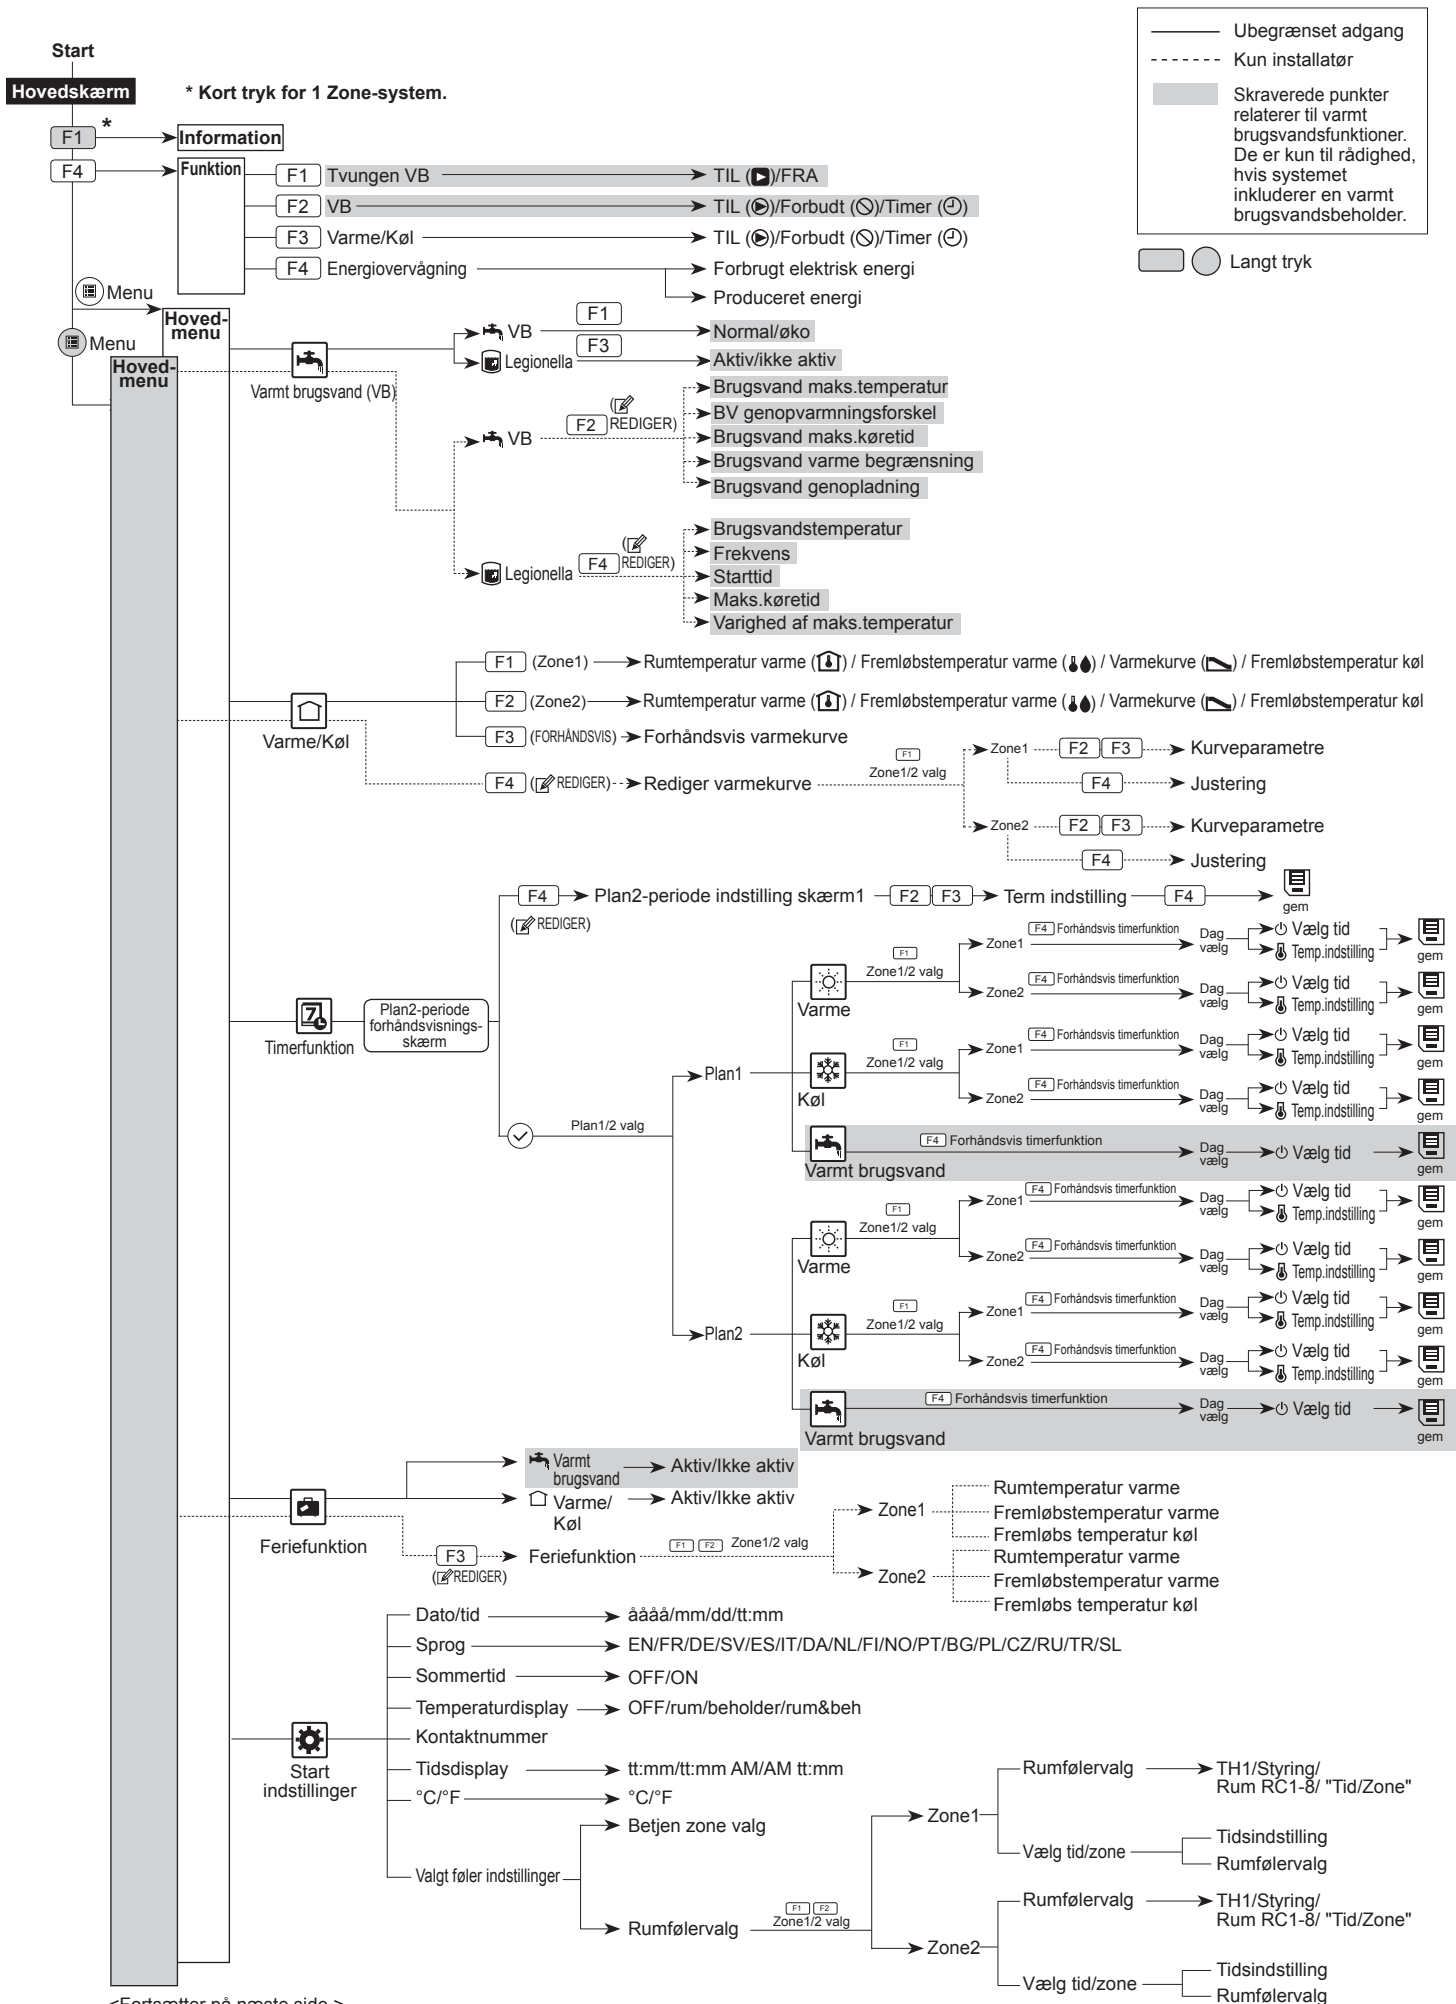 Start
Hovedskærm
* Kort tryk for 1 Zone-system.
Ubegrænset adgang
Kun installatør
Skraverede punkter
relaterer til varmt
brugsvandsfunktioner.
De er kun til rådighed,
hvis systemet
inkluderer en varmt
brugsvandsbeholder.
Langt tryk
F1 * Information
F4 Funktion
F1 Tvungen VB TIL ()/FRA
F2 VB TIL ()/Forbudt ()/Timer ()
F3 Varme/Køl TIL ()/Forbudt ()/Timer ()
F4 Energiovervågning Forbrugt elektrisk energi
Produceret energi
Menu
Hoved-
menu
Menu
Hoved-
menu
Varmt brugsvand (VB)
VB F1 Normal/øko
Legionella F3 Aktiv/ikke aktiv
VB F2 (REDIGER)
Brugsvand maks.temperatur
BV genopvarmningsforskel
Brugsvand maks.køretid
Brugsvand varme begrænsning
Brugsvand genopladning
Legionella F4 (REDIGER)
Brugsvandstemperatur
Frekvens
Starttid
Maks.køretid
Varighed af maks.temperatur
Varme/Køl
F1 (Zone1) Rumtemperatur varme () / Fremløbstemperatur varme () / Varmekurve () / Fremløbstemperatur køl
F2 (Zone2) Rumtemperatur varme () / Fremløbstemperatur varme () / Varmekurve () / Fremløbstemperatur køl
F3 (FORHÅNDSVIS) Forhåndsvis varmekurve
F4 (REDIGER) Rediger varmekurve F1 Zone1/2 valg
Zone1 F2 F3 Kurveparametre
F4 Justering
Zone2 F2 F3 Kurveparametre
F4 Justering
Timerfunktion
Plan2-periode
forhåndsvisnings-
skærm
F4 (REDIGER) Plan2-periode indstilling skærm1 F2 F3 Term indstilling F4 gem
Plan1/2 valg
Plan1
Varme F1 Zone1/2 valg
Zone1 F4 Forhåndsvis timerfunktion Dag vælg Vælg tid Temp.indstilling gem
Zone2 F4 Forhåndsvis timerfunktion Dag vælg Vælg tid Temp.indstilling gem
Køl F1 Zone1/2 valg
Zone1 F4 Forhåndsvis timerfunktion Dag vælg Vælg tid Temp.indstilling gem
Zone2 F4 Forhåndsvis timerfunktion Dag vælg Vælg tid Temp.indstilling gem
Varmt brugsvand F4 Forhåndsvis timerfunktion Dag vælg Vælg tid gem
Plan2
Varme F1 Zone1/2 valg
Zone1 F4 Forhåndsvis timerfunktion Dag vælg Vælg tid Temp.indstilling gem
Zone2 F4 Forhåndsvis timerfunktion Dag vælg Vælg tid Temp.indstilling gem
Køl F1 Zone1/2 valg
Zone1 F4 Forhåndsvis timerfunktion Dag vælg Vælg tid Temp.indstilling gem
Zone2 F4 Forhåndsvis timerfunktion Dag vælg Vælg tid Temp.indstilling gem
Varmt brugsvand F4 Forhåndsvis timerfunktion Dag vælg Vælg tid gem
Feriefunktion
Varmt
brugsvand Aktiv/Ikke aktiv
Varme/
Køl Aktiv/Ikke aktiv
F3 (REDIGER) Feriefunktion F1 F2 Zone1/2 valg
Zone1
Rumtemperatur varme
Fremløbstemperatur varme
Fremløbs temperatur køl
Zone2
Rumtemperatur varme
Fremløbstemperatur varme
Fremløbs temperatur køl
Start
indstillinger
Dato/tid åååå/mm/dd/tt:mm
Sprog EN/FR/DE/SV/ES/IT/DA/NL/FI/NO/PT/BG/PL/CZ/RU/TR/SL
Sommertid OFF/ON
Temperaturdisplay OFF/rum/beholder/rum&beh
Kontaktnummer
Tidsdisplay tt:mm/tt:mm AM/AM tt:mm
°C/°F °C/°F
Valgt føler indstillinger
Betjen zone valg
Rumfølervalg F1 F2 Zone1/2 valg
Zone1
Rumfølervalg TH1/Styring/
Rum RC1-8/ "Tid/Zone"
Vælg tid/zone Tidsindstilling
Rumfølervalg
Zone2
Rumfølervalg TH1/Styring/
Rum RC1-8/ "Tid/Zone"
Vælg tid/zone Tidsindstilling
Rumfølervalg
<Fortsætter på næste side.>